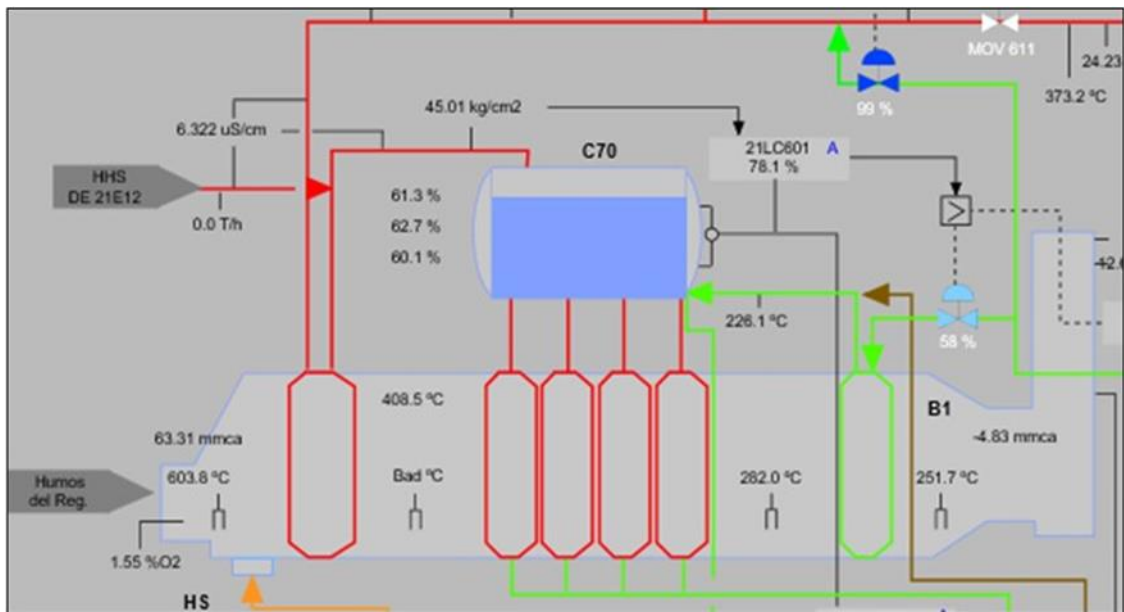 MOV 611
24.23
373.2 ºC
99 %
45.01 kg/cm2
6.322 uS/cm
21LC601 A
78.1 %
C70
HHS
DE 21E12
0.0 T/h
61.3 %
62.7 %
60.1 %
226.1 ºC
58 %
408.5 ºC
B1
63.31 mmca
-4.83 mmca
Humos
del Reg.
603.8 ºC
Bad ºC
282.0 ºC
251.7 ºC
1.55 %O2
HS